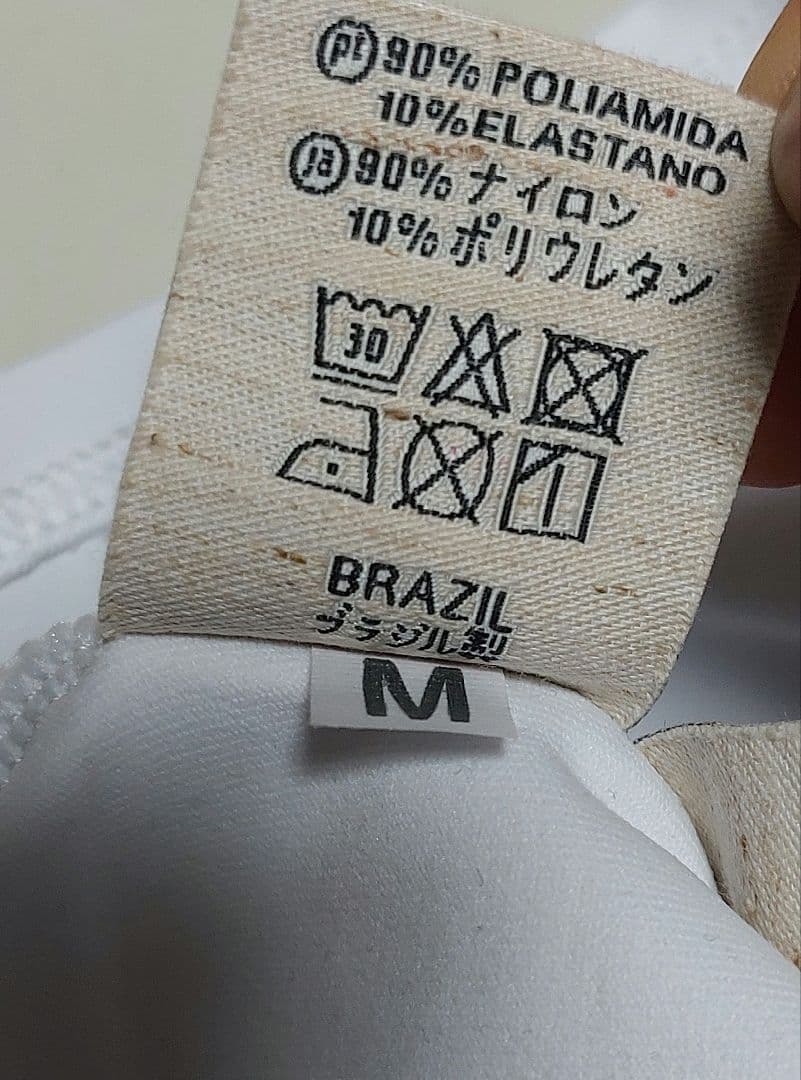 pt 90% POLIAMIDA
10% ELASTANO
ja 90% ナイロン
10% ポリウレタン
30
BRAZIL
ブラジル製
M